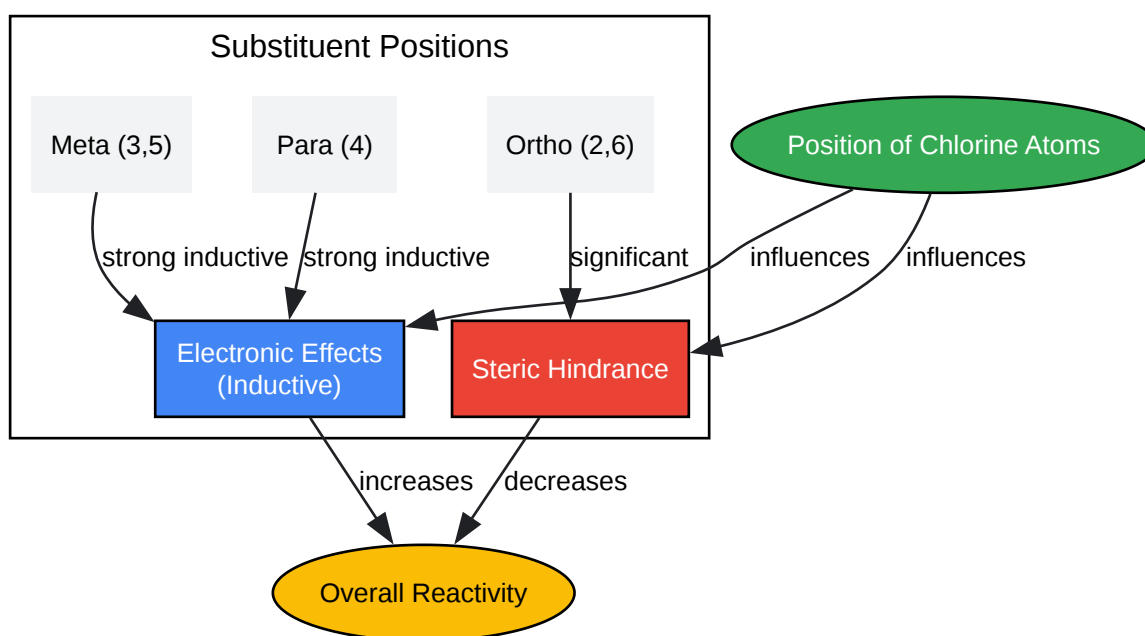 Substituent Positions
Meta (3,5)
Para (4)
Ortho (2,6)
Position of Chlorine Atoms
strong inductive
strong inductive
significant
influences
influences
Electronic Effects
(Inductive)
Steric Hindrance
increases
decreases
Overall Reactivity